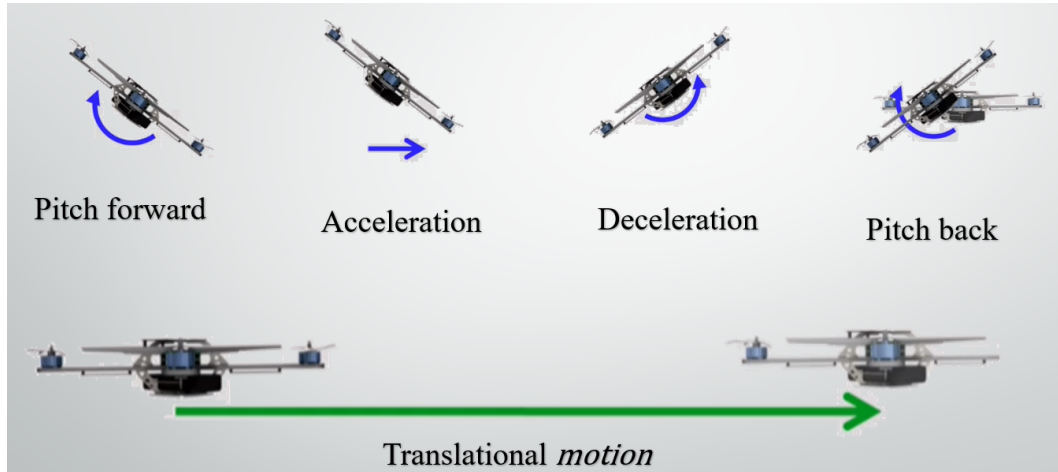 Pitch forward
Acceleration
Deceleration
Pitch back
Translational motion